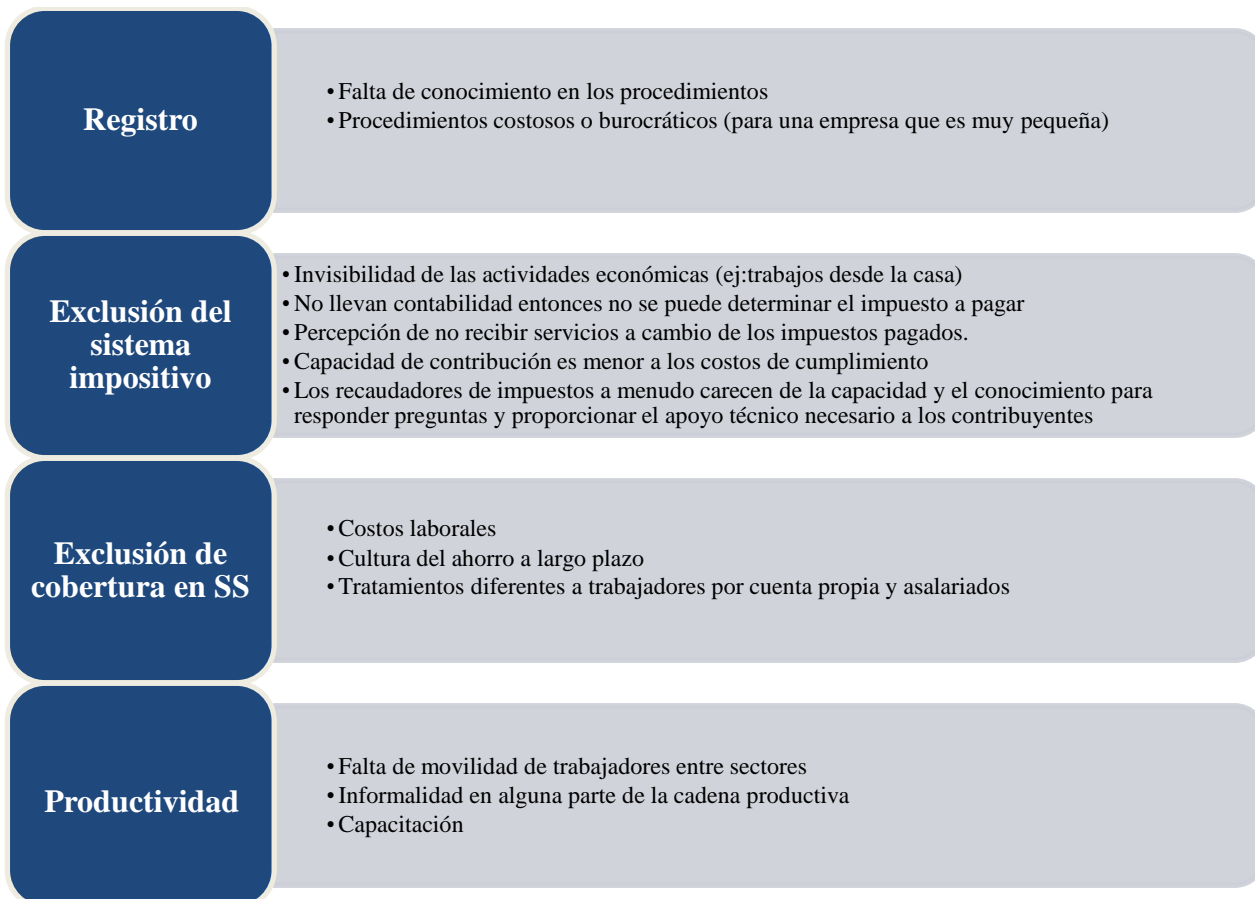 Registro
• Falta de conocimiento en los procedimientos
• Procedimientos costosos o burocráticos (para una empresa que es muy pequeña)
Exclusión del
sistema
impositivo
• Invisibilidad de las actividades económicas (ej:trabajos desde la casa)
• No llevan contabilidad entonces no se puede determinar el impuesto a pagar
• Percepción de no recibir servicios a cambio de los impuestos pagados.
• Capacidad de contribución es menor a los costos de cumplimiento
• Los recaudadores de impuestos a menudo carecen de la capacidad y el conocimiento para
responder preguntas y proporcionar el apoyo técnico necesario a los contribuyentes
Exclusión de
cobertura en SS
• Costos laborales
• Cultura del ahorro a largo plazo
• Tratamientos diferentes a trabajadores por cuenta propia y asalariados
Productividad
• Falta de movilidad de trabajadores entre sectores
• Informalidad en alguna parte de la cadena productiva
• Capacitación